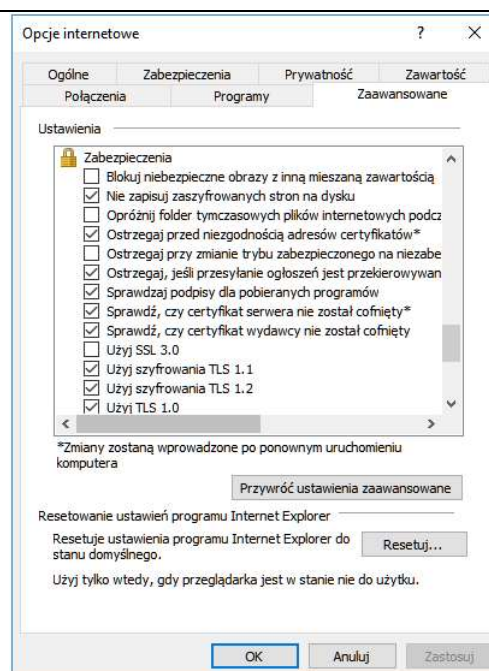 Opcje internetowe
Ogólne Zabezpieczenia Prywatność Zawartość
Połączenia Programy Zaawansowane
Ustawienia
Zabezpieczenia
Blokuj niebezpieczne obrazy z inną mieszaną zawartością
Nie zapisuj zaszyfrowanych stron na dysku
Opróżnij folder tymczasowych plików internetowych podcz
Ostrzegaj przed niezgodnością adresów certyfikatów*
Ostrzegaj przy zmianie trybu zabezpieczonego na niezabe
Ostrzegaj, jeśli przesyłanie ogłoszeń jest przekierowywan
Sprawdzaj podpisy dla pobieranych programów
Sprawdź, czy certyfikat serwera nie został cofnięty*
Sprawdź, czy certyfikat wydawcy nie został cofnięty
Użyj SSL 3.0
Użyj szyfrowania TLS 1.1
Użyj szyfrowania TLS 1.2
Użyj TLS 1.0
*Zmiany zostaną wprowadzone po ponownym uruchomieniu
komputera
Przywróć ustawienia zaawansowane
Resetowanie ustawień programu Internet Explorer
Resetuje ustawienia programu Internet Explorer do
stanu domyślnego.
Resetuj...
Użyj tylko wtedy, gdy przeglądarka jest w stanie nie do użytku.
OK Anuluj Zastosuj